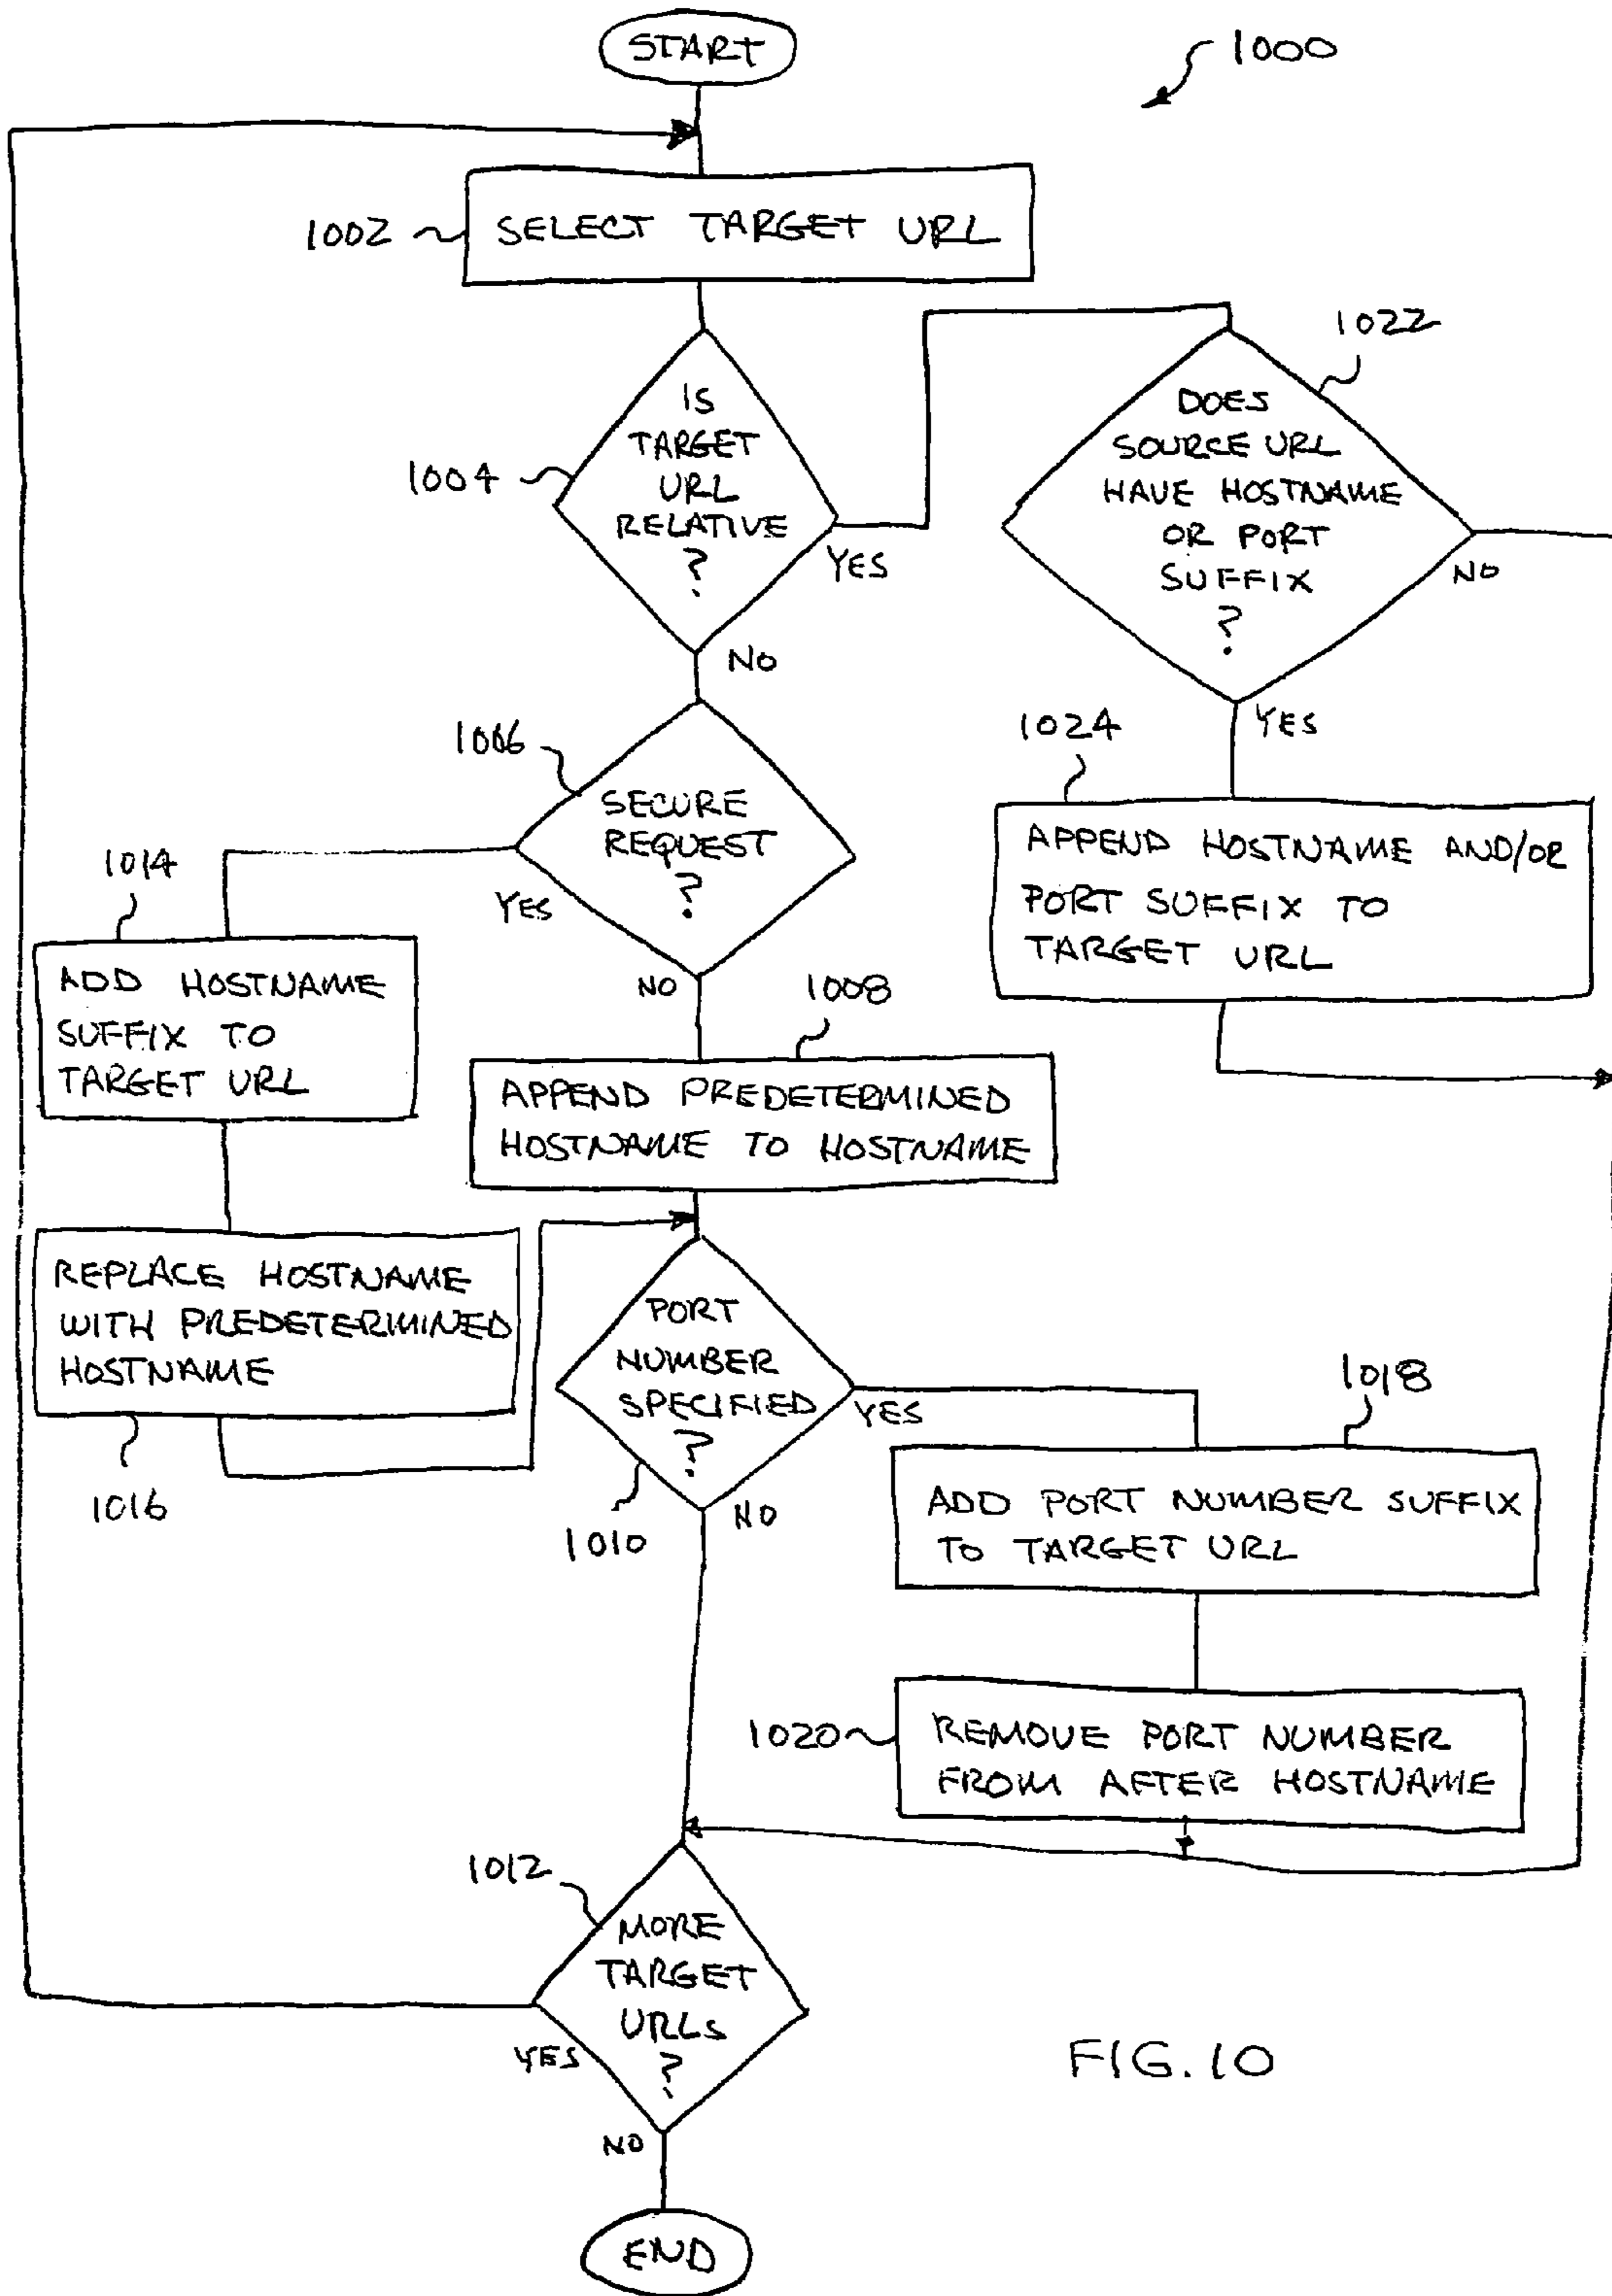 START
1000
1002
SELECT TARGET URL
1004
IS
TARGET
URL
RELATIVE
?
YES
NO
1022
DOES
SOURCE URL
HAVE HOSTNAME
OR PORT
SUFFIX
?
NO
YES
1006
SECURE
REQUEST
?
YES
NO
1024
APPEND HOSTNAME AND/OR
PORT SUFFIX TO
TARGET URL
1014
ADD HOSTNAME
SUFFIX TO
TARGET URL
1008
APPEND PREDETERMINED
HOSTNAME TO HOSTNAME
REPLACE HOSTNAME
WITH PREDETERMINED
HOSTNAME
1016
PORT
NUMBER
SPECIFIED
?
YES
NO
1010
1018
ADD PORT NUMBER SUFFIX
TO TARGET URL
1020
REMOVE PORT NUMBER
FROM AFTER HOSTNAME
1012
MORE
TARGET
URLS
?
YES
NO
END
FIG. 10